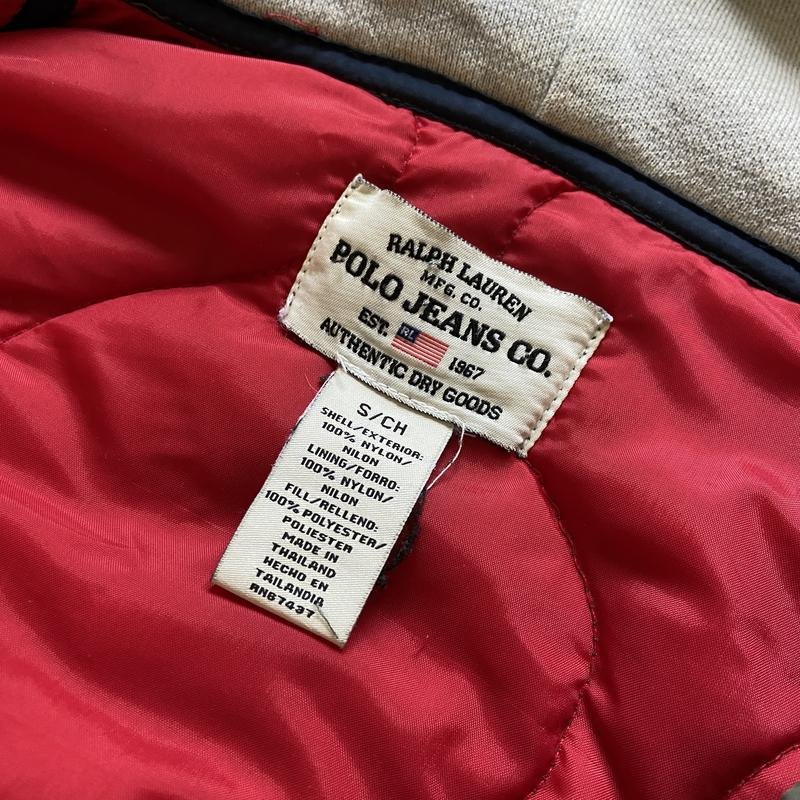 RALPH LAUREN
MFG. CO.
POLO JEANS CO.
EST. RL 1967
AUTHENTIC DRY GOODS
S/CH
SHELL/EXTERIOR:
100% NYLON/
NILON
LINING/FORRO:
100% NYLON/
NILON
FILL/RELLENO:
100% POLYESTER/
POLIESTER
MADE IN
THAILAND
HECHO EN
TAILANDIA
RN87437